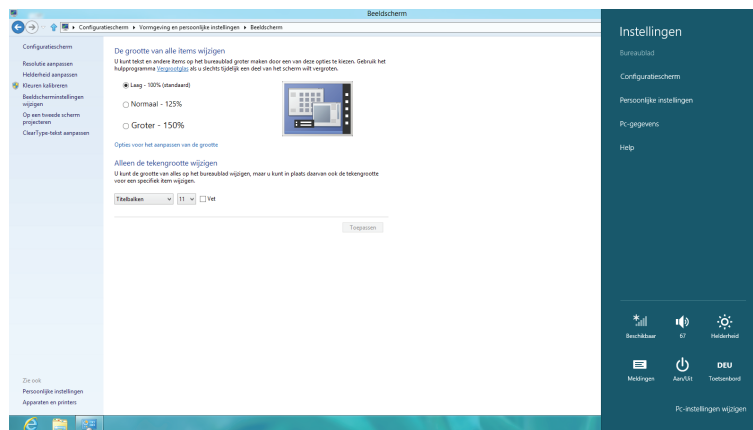 Beeldscherm
Configuratiescherm ▸ Vormgeving en persoonlijke instellingen ▸ Beeldscherm
Configuratiescherm
Resolutie aanpassen
Helderheid aanpassen
Kleuren kalibreren
Beeldscherminstellingen
wijzigen
Op een tweede scherm
projecteren
ClearType-tekst aanpassen
Zie ook
Persoonlijke instellingen
Apparaten en printers
De grootte van alle items wijzigen
U kunt tekst en andere items op het bureaublad groter maken door een van deze opties te kiezen. Gebruik het
hulpprogramma Vergrootglas als u slechts tijdelijk een deel van het scherm wilt vergroten.
Laag - 100% (standaard)
Normaal - 125%
Groter - 150%
Opties voor het aanpassen van de grootte
Alleen de tekengrootte wijzigen
U kunt de grootte van alles op het bureaublad wijzigen, maar u kunt in plaats daarvan ook de tekengrootte
voor een specifiek item wijzigen.
Titelbalken 11 Vet
Toepassen
Instellingen
Bureaublad
Configuratiescherm
Persoonlijke instellingen
Pc-gegevens
Help
Beschikbaar 67 Helderheid
DEU
Meldingen Aan/Uit Toetsenbord
Pc-instellingen wijzigen